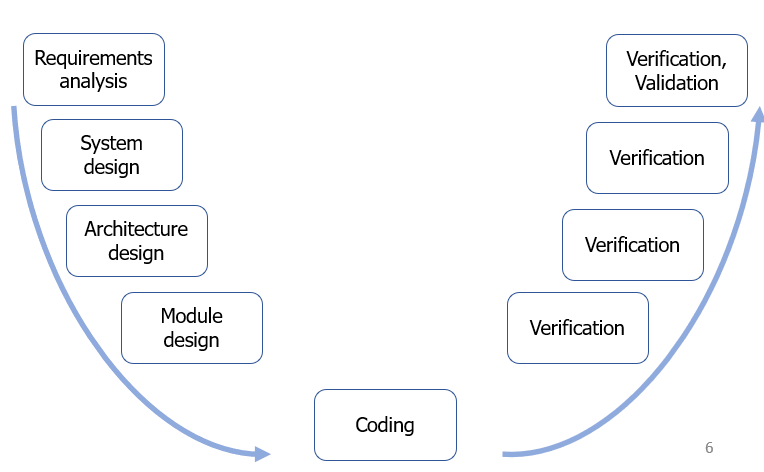 Requirements
analysis
System
design
Architecture
design
Module
design
Coding
Verification,
Validation
Verification
Verification
Verification
6